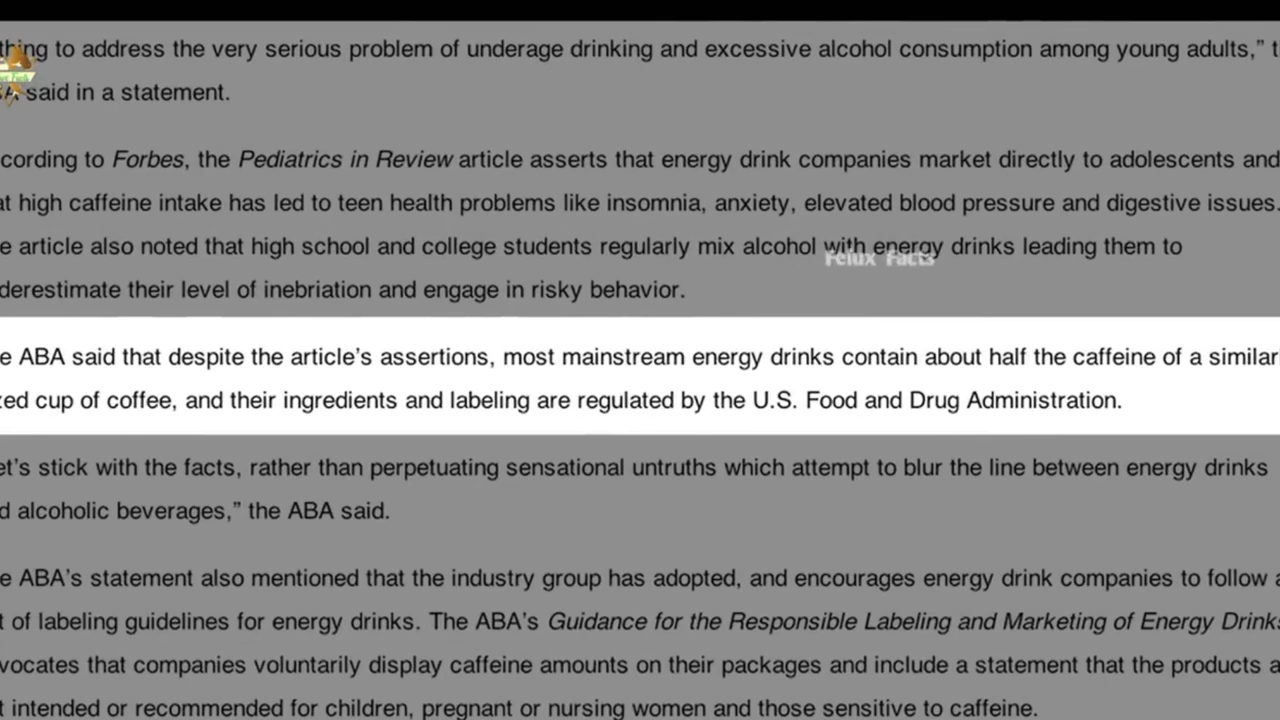 thing to address the very serious problem of underage drinking and excessive alcohol consumption among young adults,” t
BA said in a statement.
cording to Forbes, the Pediatrics in Review article asserts that energy drink companies market directly to adolescents and
at high caffeine intake has led to teen health problems like insomnia, anxiety, elevated blood pressure and digestive issues.
e article also noted that high school and college students regularly mix alcohol with energy drinks leading them to
Felux Facts
derestimate their level of inebriation and engage in risky behavior.
e ABA said that despite the article’s assertions, most mainstream energy drinks contain about half the caffeine of a similarl
zed cup of coffee, and their ingredients and labeling are regulated by the U.S. Food and Drug Administration.
et’s stick with the facts, rather than perpetuating sensational untruths which attempt to blur the line between energy drinks
d alcoholic beverages,” the ABA said.
e ABA’s statement also mentioned that the industry group has adopted, and encourages energy drink companies to follow a
t of labeling guidelines for energy drinks. The ABA’s Guidance for the Responsible Labeling and Marketing of Energy Drinks
vocates that companies voluntarily display caffeine amounts on their packages and include a statement that the products a
t intended or recommended for children, pregnant or nursing women and those sensitive to caffeine.